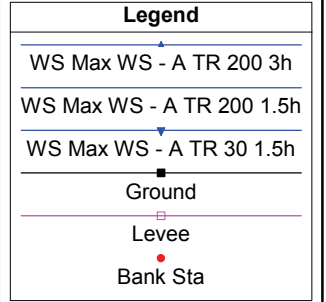 Legend
WS Max WS - A TR 200 3h
WS Max WS - A TR 200 1.5h
WS Max WS - A TR 30 1.5h
Ground
Levee
Bank Sta